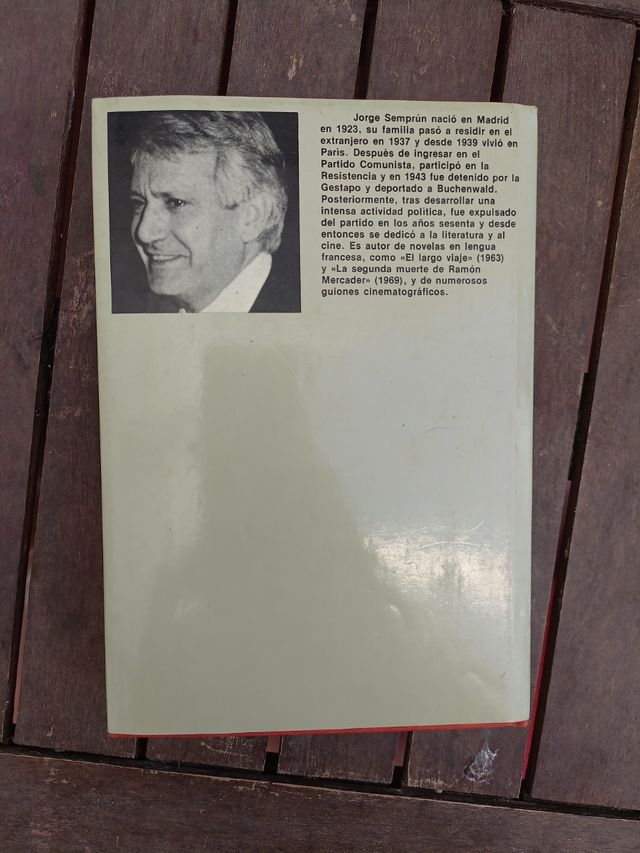 Jorge Semprún nació en Madrid
en 1923, su familia pasó a residir en el
extranjero en 1937 y desde 1939 vivió en
París. Después de ingresar en el
Partido Comunista, participó en la
Resistencia y en 1943 fue detenido por la
Gestapo y deportado a Buchenwald.
Posteriormente, tras desarrollar una
intensa actividad política, fue expulsado
del partido en los años sesenta y desde
entonces se dedicó a la literatura y al
cine. Es autor de novelas en lengua
francesa, como «El largo viaje» (1963)
y «La segunda muerte de Ramón
Mercader» (1969), y de numerosos
guiones cinematográficos.